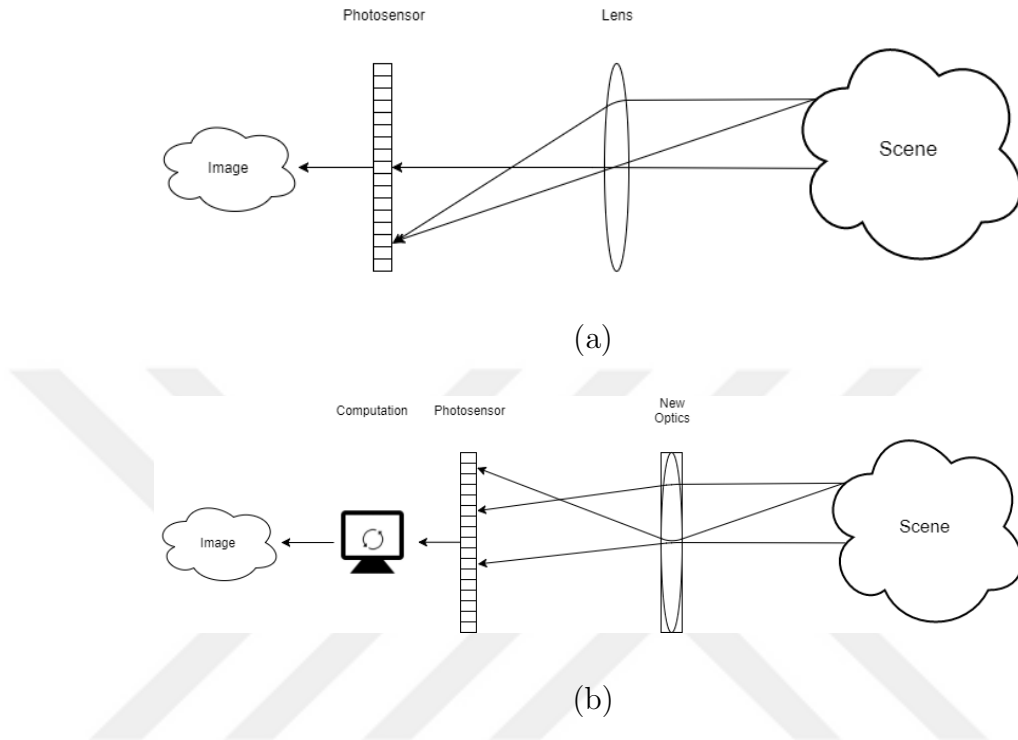 Photosensor
Lens
Scene
Image
(a)
Computation
Photosensor
New
Optics
Scene
Image
(b)